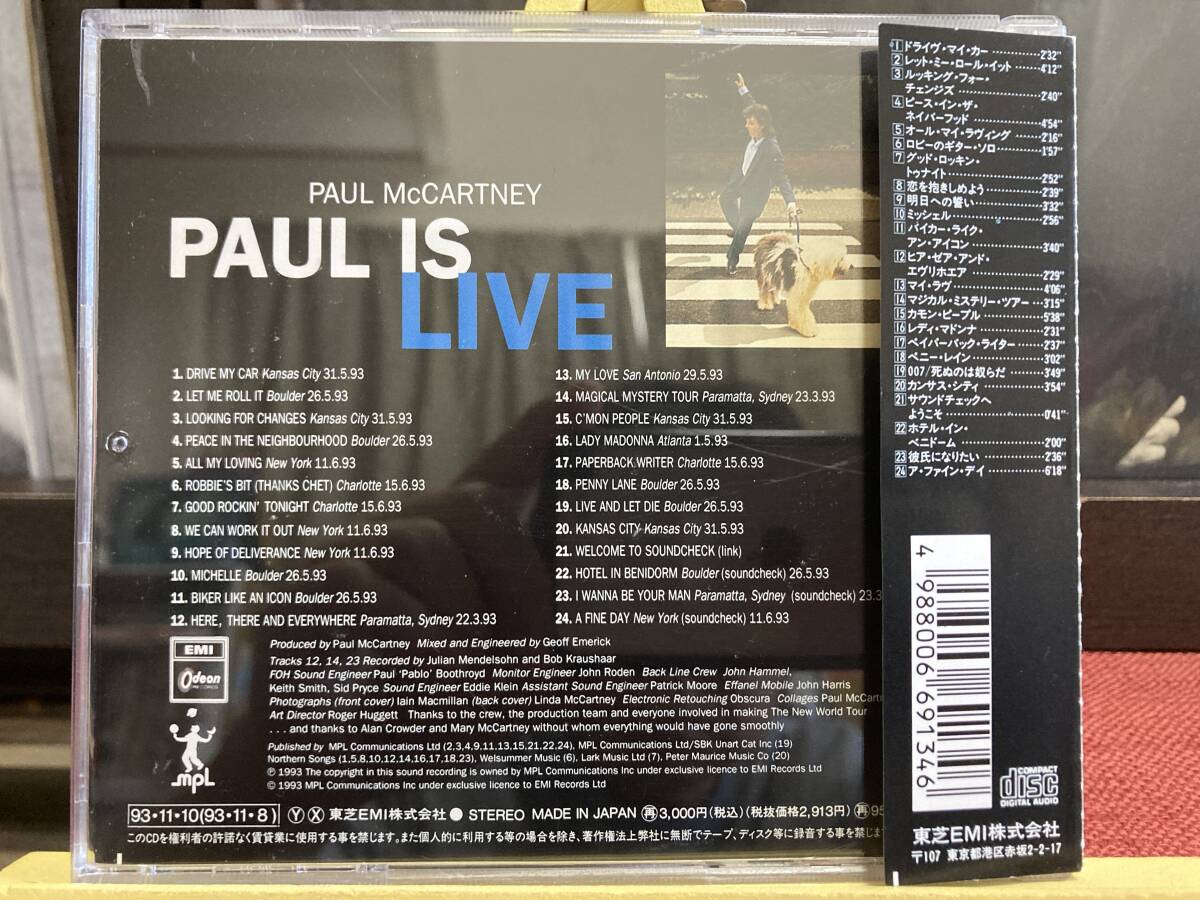 PAUL McCARTNEY
PAUL IS
LIVE
1. DRIVE MY CAR Kansas City 31.5.93
2. LET ME ROLL IT Boulder 26.5.93
3. LOOKING FOR CHANGES Kansas City 31.5.93
4. PEACE IN THE NEIGHBOURHOOD Boulder 26.5.93
5. ALL MY LOVING New York 11.6.93
6. ROBBIE'S BIT (THANKS CHET) Charlotte 15.6.93
7. GOOD ROCKIN' TONIGHT Charlotte 15.6.93
8. WE CAN WORK IT OUT New York 11.6.93
9. HOPE OF DELIVERANCE New York 11.6.93
10. MICHELLE Boulder 26.5.93
11. BIKER LIKE AN ICON Boulder 26.5.93
12. HERE, THERE AND EVERYWHERE Paramatta, Sydney 22.3.93
13. MY LOVE San Antonio 29.5.93
14. MAGICAL MYSTERY TOUR Paramatta, Sydney 23.3.93
15. C'MON PEOPLE Kansas City 31.5.93
16. LADY MADONNA Atlanta 1.5.93
17. PAPERBACK WRITER Charlotte 15.6.93
18. PENNY LANE Boulder 26.5.93
19. LIVE AND LET DIE Boulder 26.5.93
20. KANSAS CITY Kansas City 31.5.93
21. WELCOME TO SOUNDCHECK (link)
22. HOTEL IN BENIDORM Boulder (soundcheck) 26.5.93
23. I WANNA BE YOUR MAN Paramatta, Sydney (soundcheck) 23.3
24. A FINE DAY New York (soundcheck) 11.6.93
EMI
Odeon
mpL
Produced by Paul McCartney Mixed and Engineered by Geoff Emerick
Tracks 12, 14, 23 Recorded by Julian Mendelsohn and Bob Kraushaar
FOH Sound Engineer Paul 'Pablo' Boothroyd Monitor Engineer John Roden Back Line Crew John Hammel,
Keith Smith, Sid Pryce Sound Engineer Eddie Klein Assistant Sound Engineer Patrick Moore Effanel Mobile John Harris
Photographs (front cover) Iain Macmillan (back cover) Linda McCartney Electronic Retouching Obscura Collages Paul McCartn
Art Director Roger Huggett Thanks to the crew, the production team and everyone involved in making The New World Tour
. . . and thanks to Alan Crowder and Mary McCartney without whom everything would have gone smoothly
Published by MPL Communications Ltd (2,3,4,9,11,13,15,21,22,24), MPL Communications Ltd/SBK Unart Cat Inc (19)
Northern Songs (1,5,8,10,12,14,16,17,18,23), Welsummer Music (6), Lark Music Ltd (7), Peter Maurice Music Co (20)
℗ 1993 The copyright in this sound recording is owned by MPL Communications Inc under exclusive licence to EMI Records Ltd
© 1993 MPL Communications Inc under exclusive licence to EMI Records Ltd
93・11・10(93・11・8) Ⓨ Ⓧ 東芝EMI株式会社 ● STEREO MADE IN JAPAN 再3,000円(税込)(税抜価格2,913円) 再95
このCDを権利者の許諾なく賃貸業に使用する事を禁じます。また個人的に利用する等の場合を除き、著作権法上弊社に無断でテープ、ディスク等に録音する事を禁じます
1 ドライヴ・マイ・カー 2'32"
2 レット・ミー・ロール・イット 4'12"
3 ルッキング・フォー・
チェンジズ 2'40"
4 ピース・イン・ザ・
ネイバーフッド 4'54"
5 オール・マイ・ラヴィング 2'16"
6 ロビーのギター・ソロ 1'57"
7 グッド・ロッキン・
トゥナイト 2'52"
8 恋を抱きしめよう 2'39"
9 明日への誓い 3'32"
10 ミッシェル 2'56"
11 バイカー・ライク・
アン・アイコン 3'40"
12 ヒア・ゼア・アンド・
エヴリホエア 2'29"
13 マイ・ラヴ 4'06"
14 マジカル・ミステリー・ツアー 3'15"
15 カモン・ピープル 5'38"
16 レディ・マドンナ 2'31"
17 ペイパーバック・ライター 2'37"
18 ペニー・レイン 3'02"
19 007/死ぬのは奴らだ 3'49"
20 カンサス・シティ 3'54"
21 サウンドチェックへ
ようこそ 0'41"
22 ホテル・イン・
ベニドーム 2'00"
23 彼氏になりたい 2'36"
24 ア・ファイン・デイ 6'18"
4 988006 691346
COMPACT
disc
DIGITAL AUDIO
東芝EMI株式会社
〒107 東京都港区赤坂2-2-17